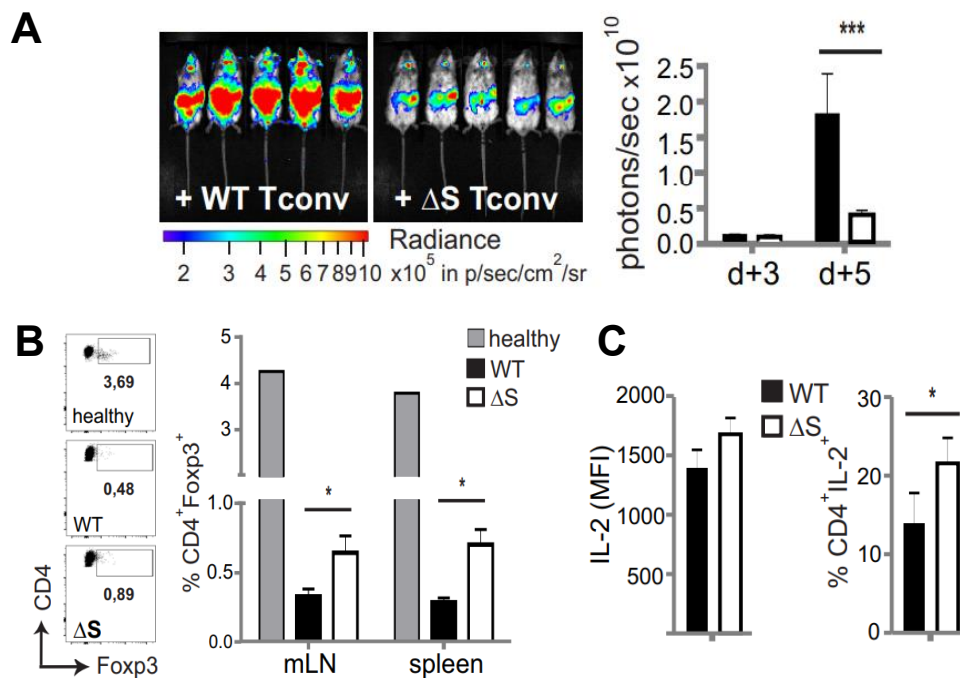 A
+ WT Tconv
+ ΔS Tconv
2 3 4 5 6 7 8 9 10
Radiance
x10⁵ in p/sec/cm²/sr
photons/sec x10¹⁰
2.5
2.0
1.5
1.0
0.5
0.0
***
d+3 d+5
B
3,69
healthy
0,48
WT
0,89
ΔS
CD4
Foxp3
% CD4⁺Foxp3⁺
5
4
3
1.0
0.5
0.0
healthy
WT
ΔS
*
*
mLN spleen
C
IL-2 (MFI)
2000
1500
1000
500
WT
ΔS
% CD4⁺IL-2⁺
30
20
10
0
*